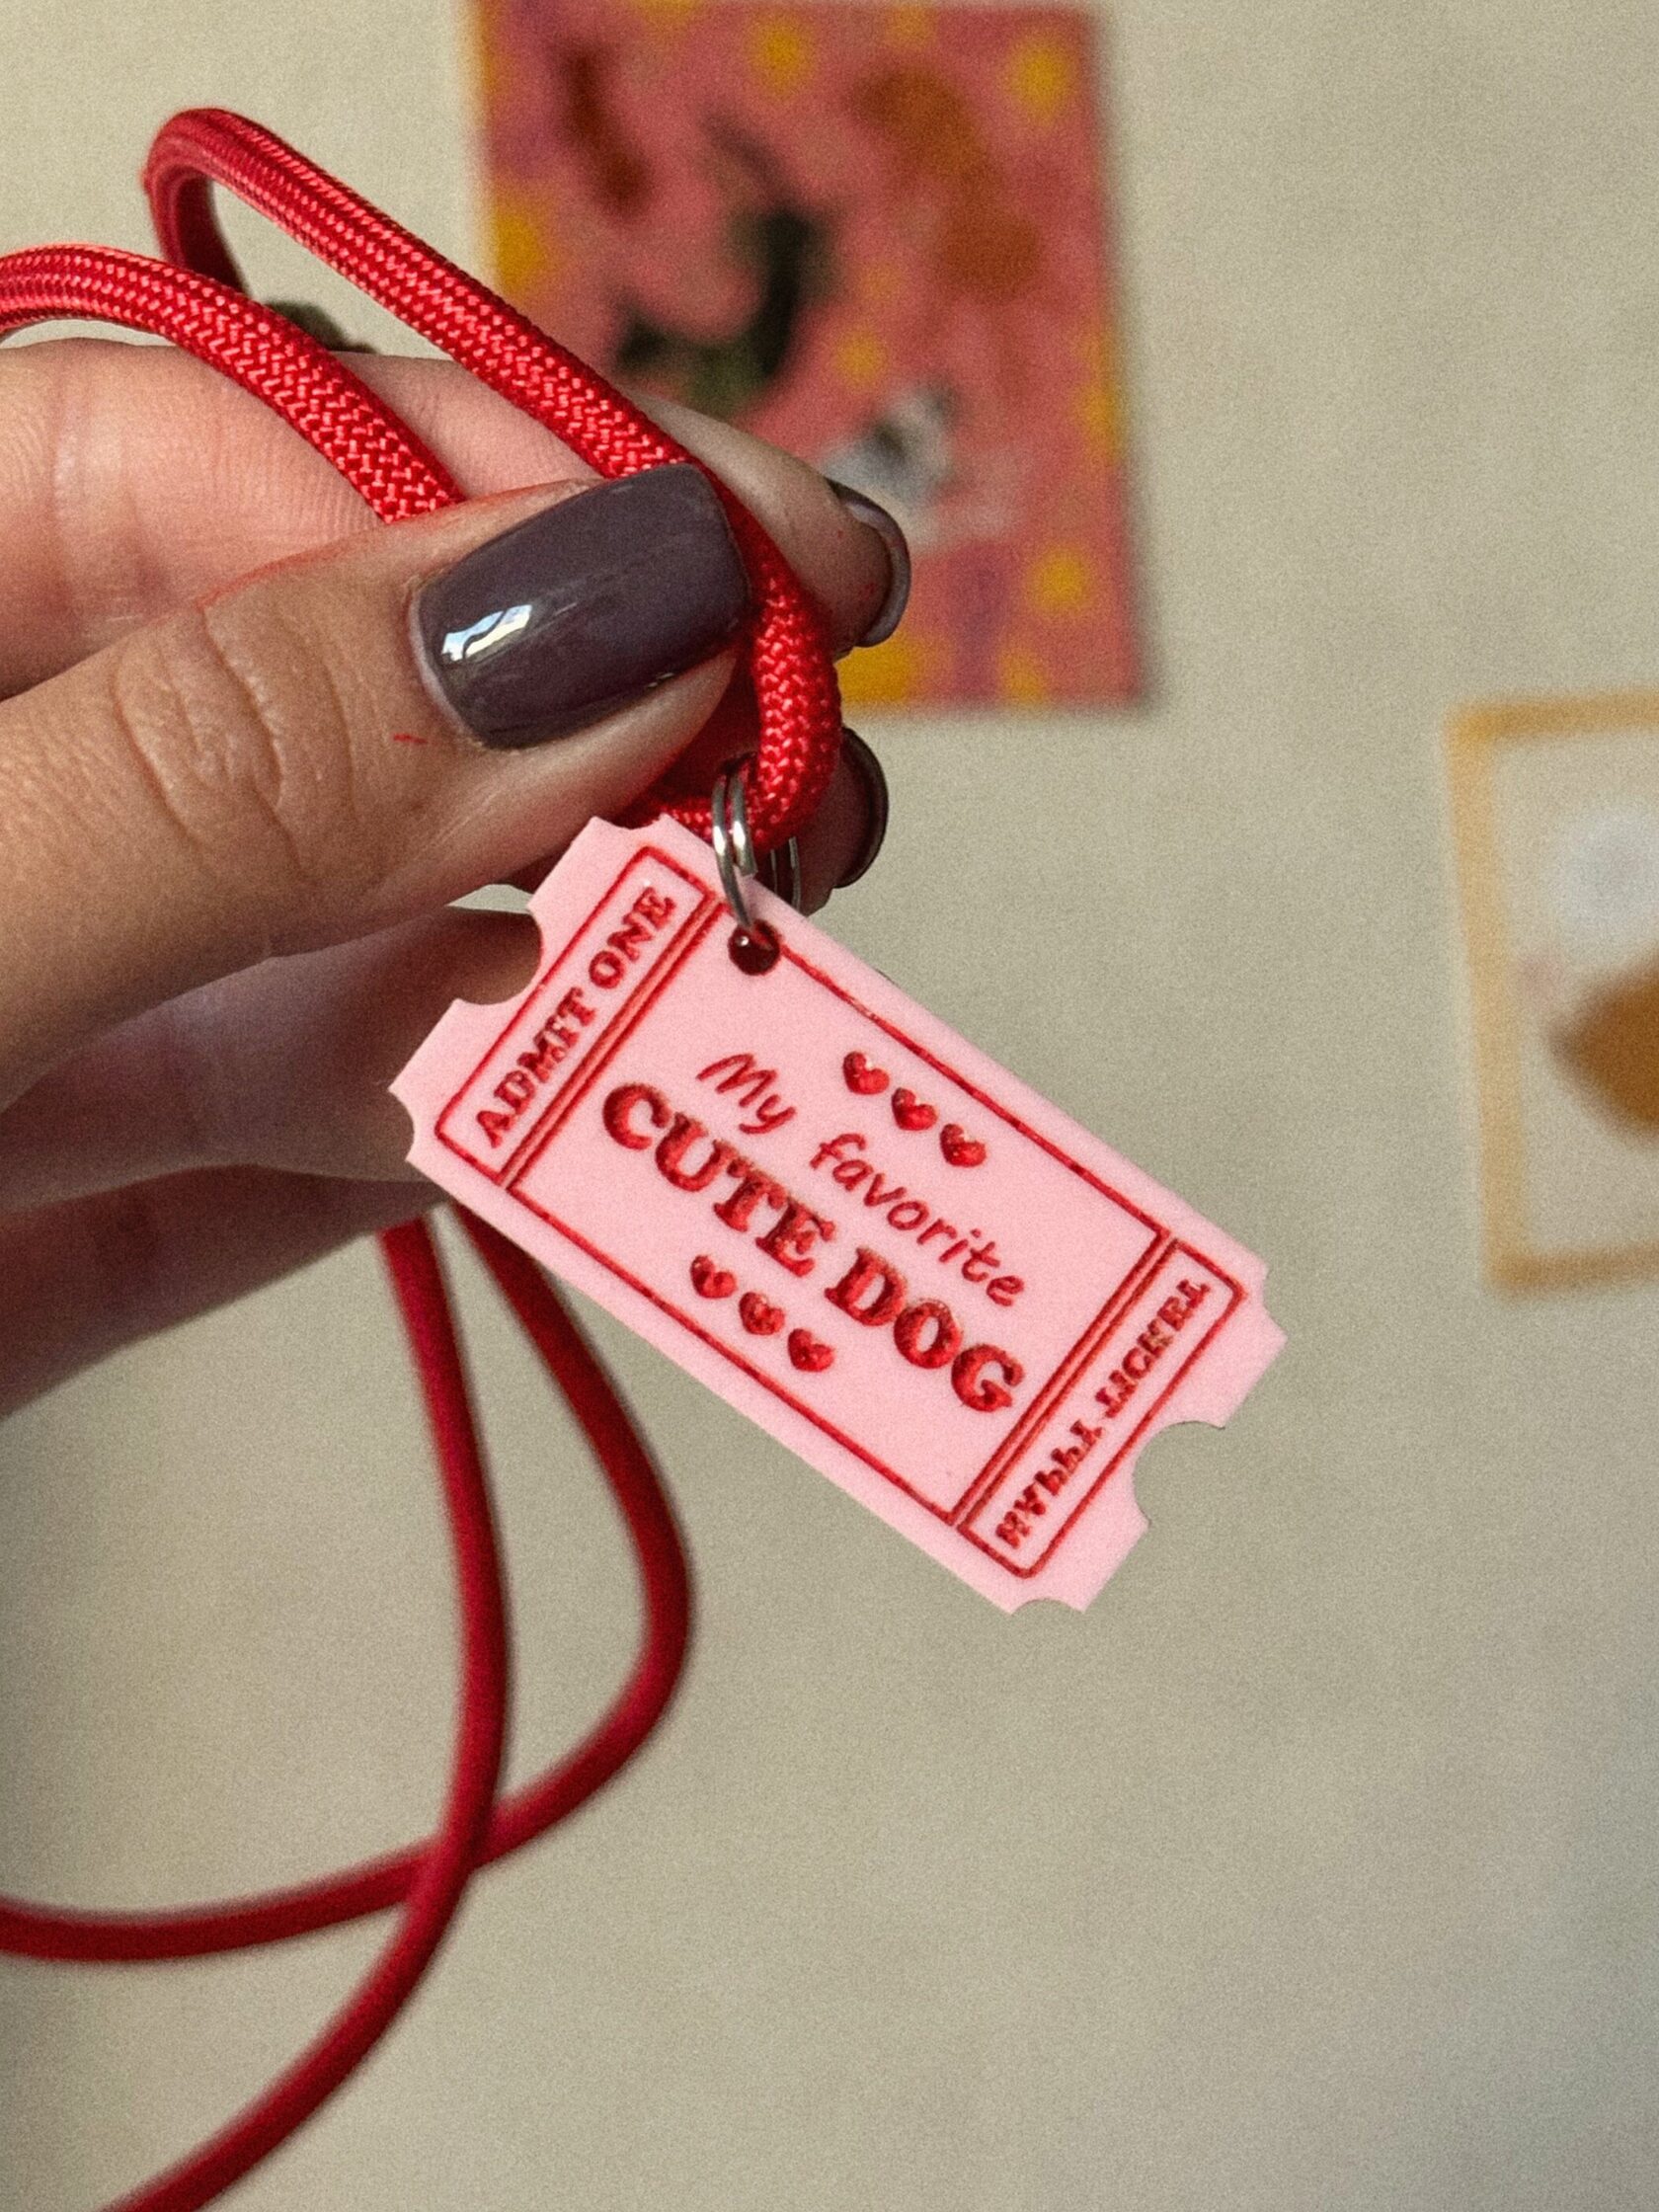 ADMIT ONE
My favorite
CUTE DOG
HAPPY TICKET